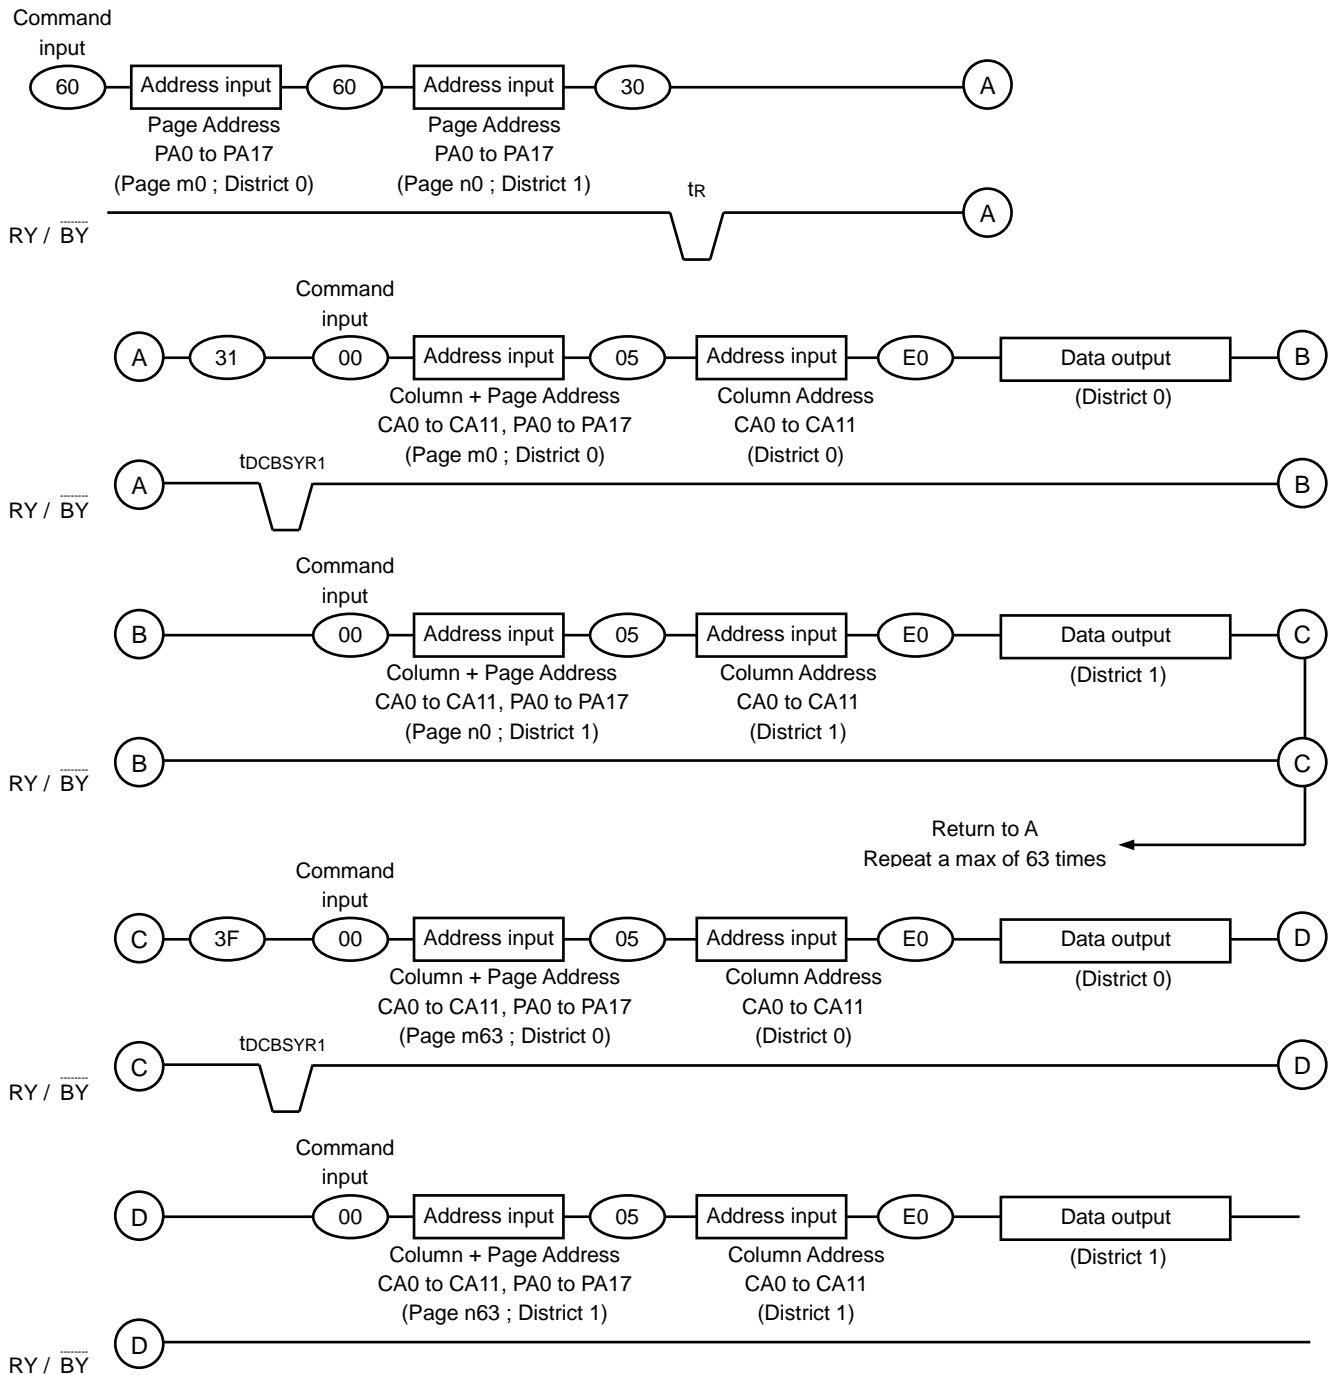 Command
input
60 Address input 60 Address input 30 A
Page Address Page Address
PA0 to PA17 PA0 to PA17
(Page m0 ; District 0) (Page n0 ; District 1)
tR
RY / BY A
Command
input
A 31 00 Address input 05 Address input E0 Data output B
Column + Page Address Column Address (District 0)
CA0 to CA11, PA0 to PA17 CA0 to CA11
(Page m0 ; District 0) (District 0)
tDCBSYR1
RY / BY A B
Command
input
B 00 Address input 05 Address input E0 Data output C
Column + Page Address Column Address (District 1)
CA0 to CA11, PA0 to PA17 CA0 to CA11
(Page n0 ; District 1) (District 1)
RY / BY B C
Return to A
Repeat a max of 63 times
Command
input
C 3F 00 Address input 05 Address input E0 Data output D
Column + Page Address Column Address (District 0)
CA0 to CA11, PA0 to PA17 CA0 to CA11
(Page m63 ; District 0) (District 0)
tDCBSYR1
RY / BY C D
Command
input
D 00 Address input 05 Address input E0 Data output
Column + Page Address Column Address (District 1)
CA0 to CA11, PA0 to PA17 CA0 to CA11
(Page n63 ; District 1) (District 1)
RY / BY D